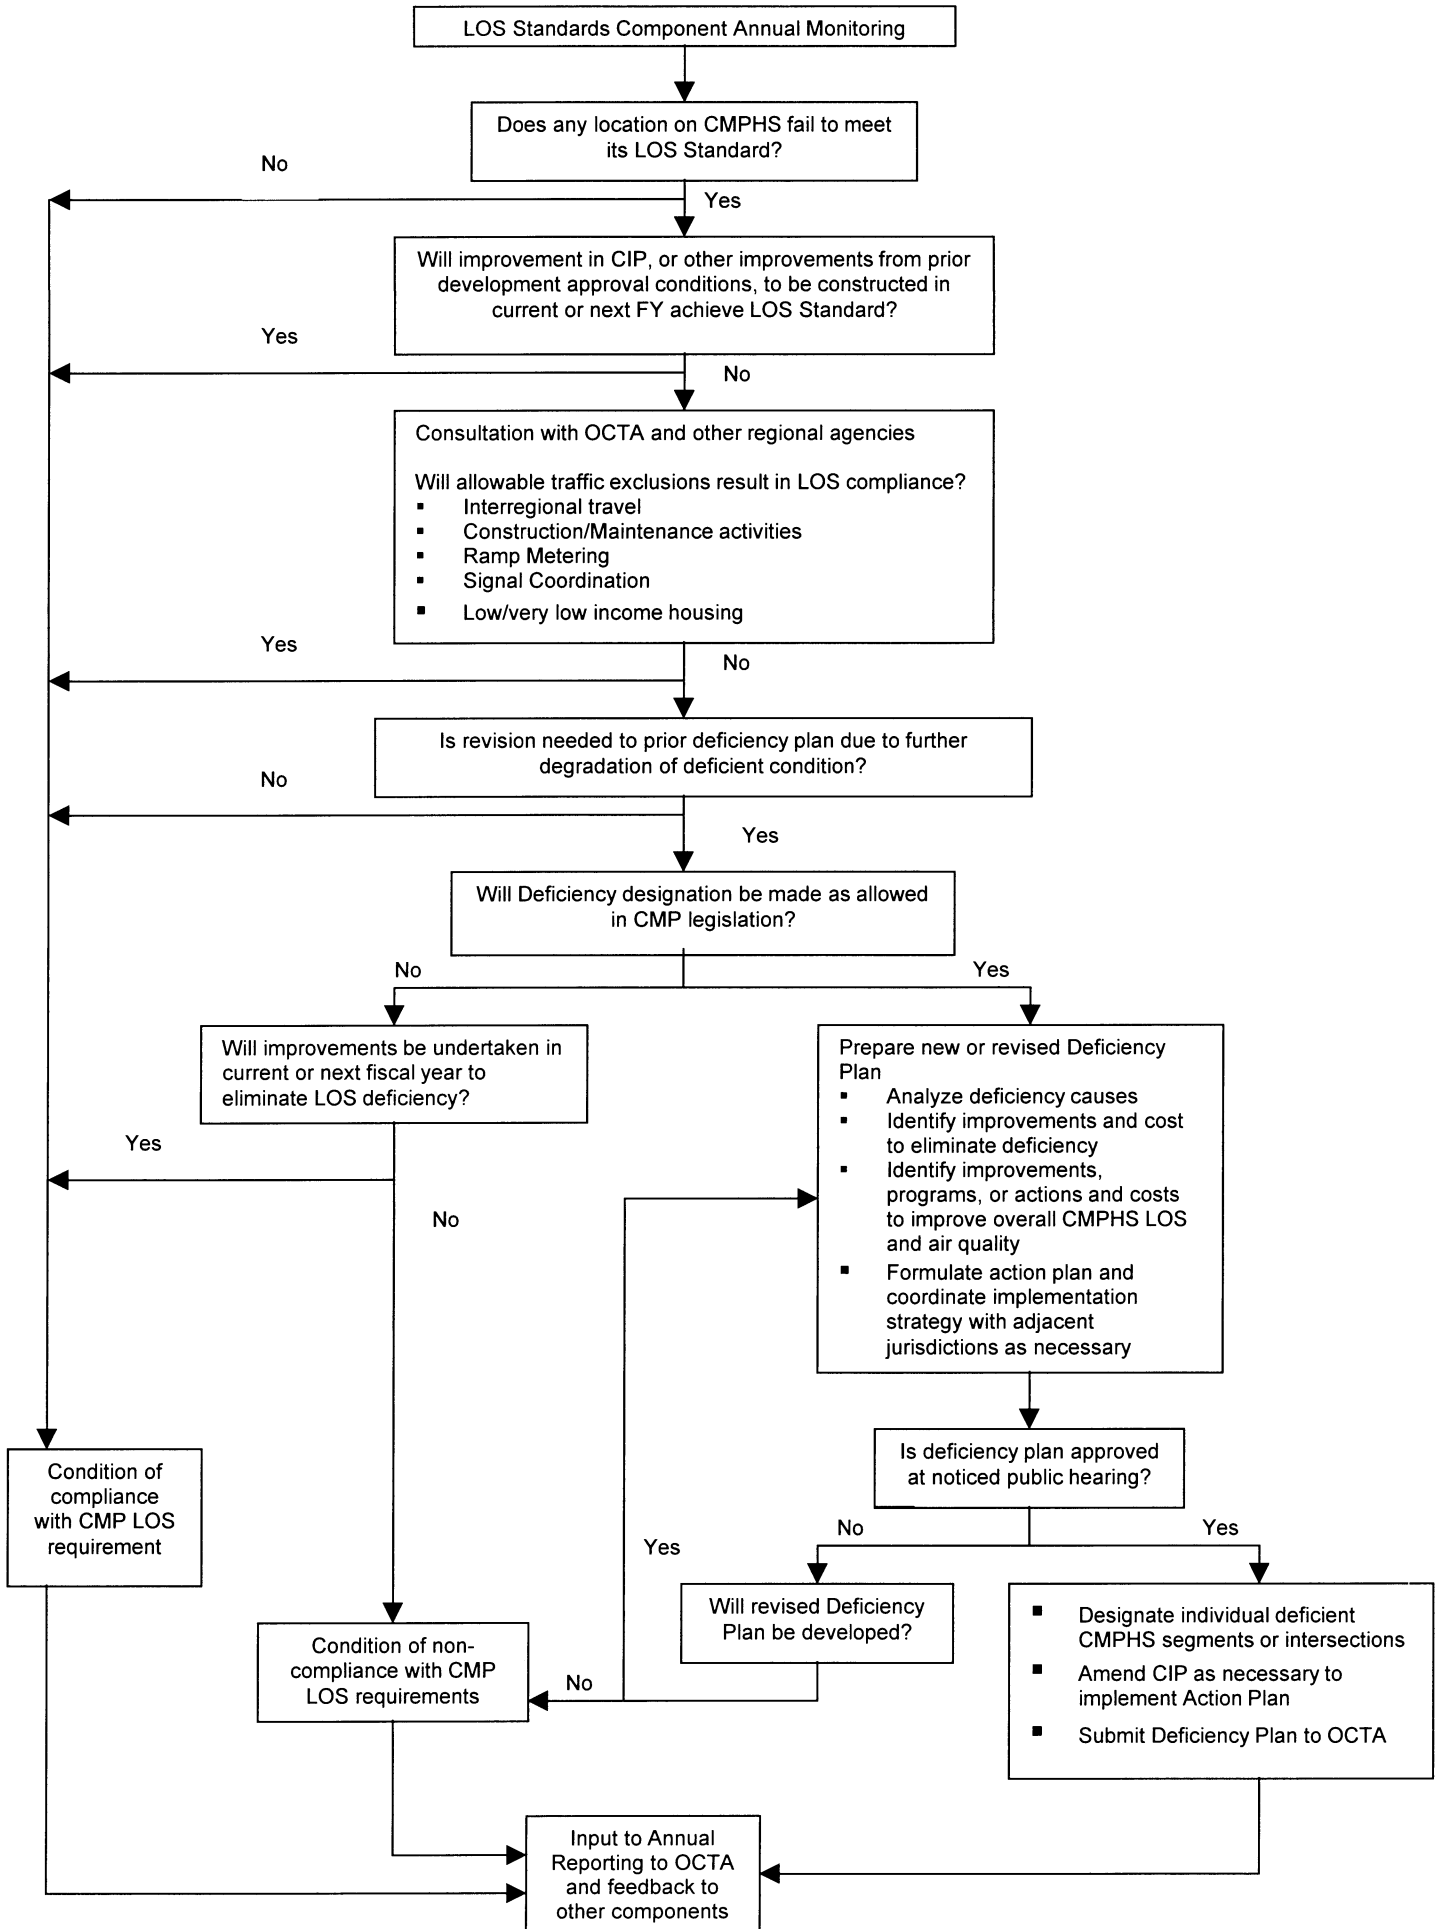 LOS Standards Component Annual Monitoring
Does any location on CMPHS fail to meet
its LOS Standard?
No
Yes
Will improvement in CIP, or other improvements from prior
development approval conditions, to be constructed in
current or next FY achieve LOS Standard?
Yes
No
Consultation with OCTA and other regional agencies
Will allowable traffic exclusions result in LOS compliance?
▪ Interregional travel
▪ Construction/Maintenance activities
▪ Ramp Metering
▪ Signal Coordination
▪ Low/very low income housing
Yes
No
Is revision needed to prior deficiency plan due to further
degradation of deficient condition?
No
Yes
Will Deficiency designation be made as allowed
in CMP legislation?
No
Yes
Will improvements be undertaken in
current or next fiscal year to
eliminate LOS deficiency?
Yes
No
Prepare new or revised Deficiency
Plan
▪ Analyze deficiency causes
▪ Identify improvements and cost
to eliminate deficiency
▪ Identify improvements,
programs, or actions and costs
to improve overall CMPHS LOS
and air quality
▪ Formulate action plan and
coordinate implementation
strategy with adjacent
jurisdictions as necessary
Is deficiency plan approved
at noticed public hearing?
No
Yes
Condition of
compliance
with CMP LOS
requirement
Yes
Will revised Deficiency
Plan be developed?
No
Condition of non-
compliance with CMP
LOS requirements
▪ Designate individual deficient
CMPHS segments or intersections
▪ Amend CIP as necessary to
implement Action Plan
▪ Submit Deficiency Plan to OCTA
Input to Annual
Reporting to OCTA
and feedback to
other components